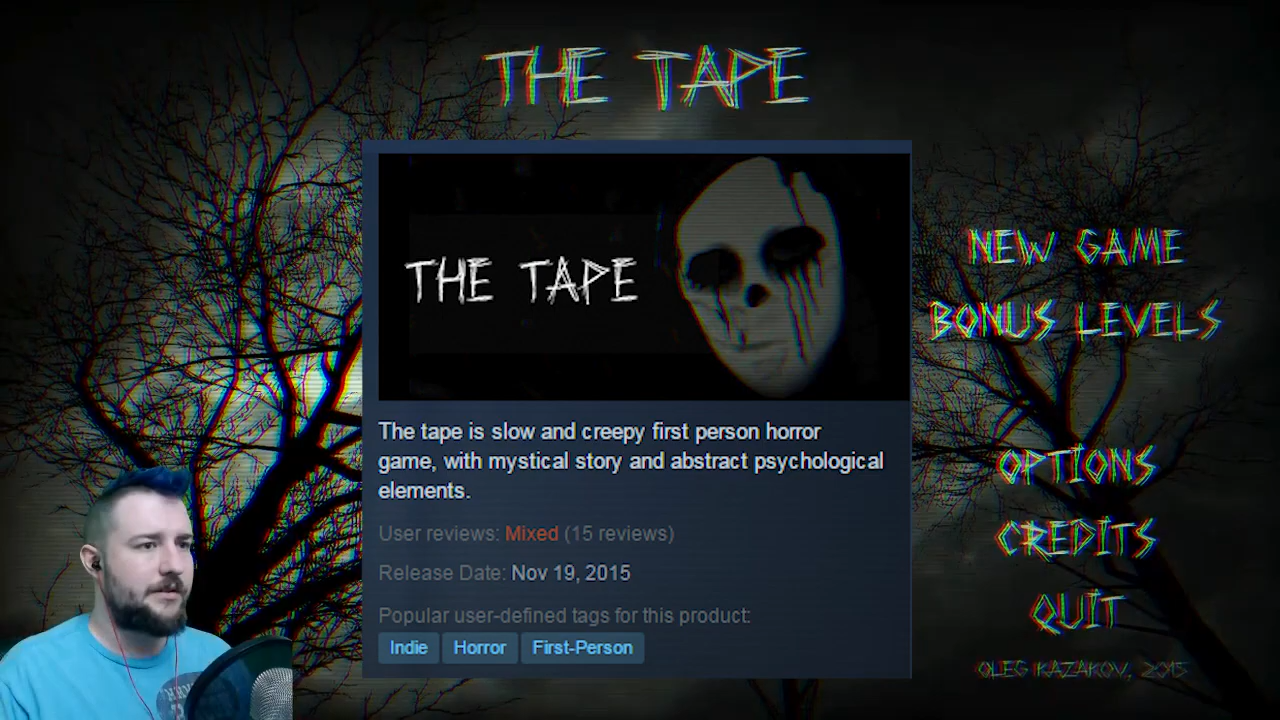 THE TAPE
THE TAPE
The tape is slow and creepy first person horror
game, with mystical story and abstract psychological
elements.
User reviews: Mixed (15 reviews)
Release Date: Nov 19, 2015
Popular user-defined tags for this product:
Indie Horror First-Person
NEW GAME
BONUS LEVELS
OPTIONS
CREDITS
QUIT
OLEG KAZAKOV, 2015